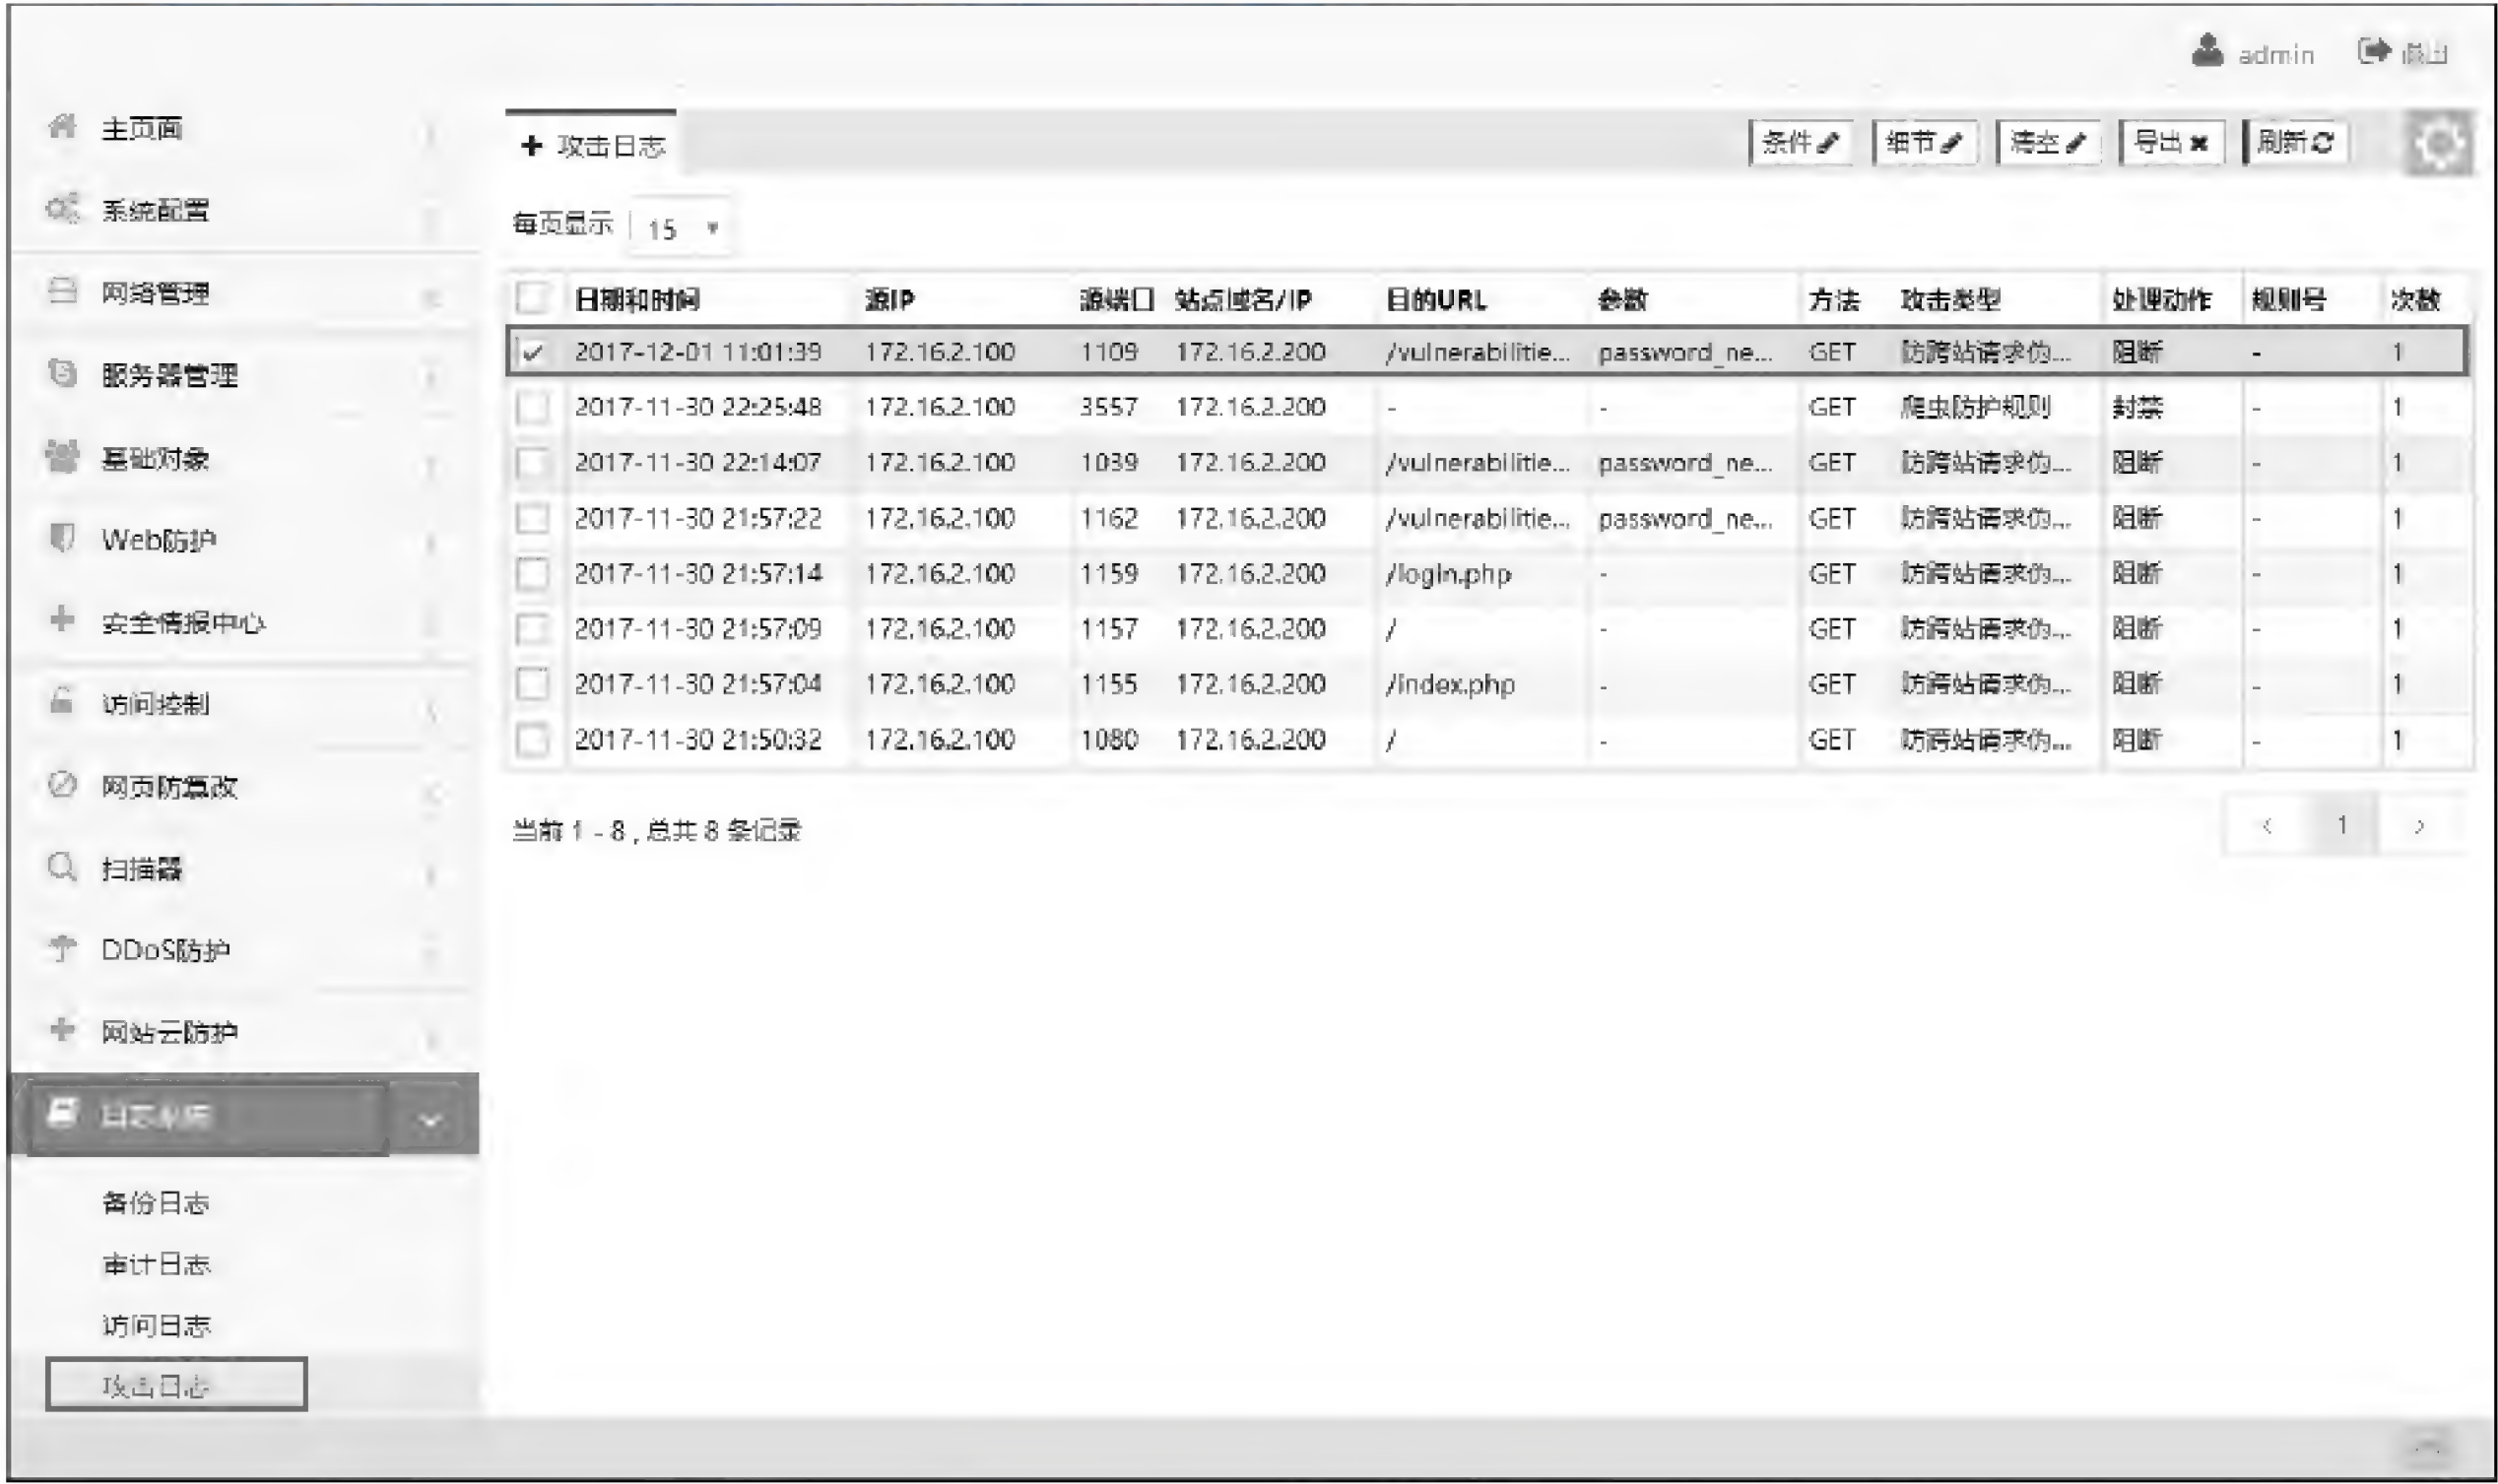 admin 退出
主页面
系统配置
网络管理
服务器管理
基础对象
Web防护
安全情报中心
访问控制
网页防篡改
扫描器
DDoS防护
网站云防护
备份日志
审计日志
访问日志
攻击日志
攻击日志 条件 细节 清空 导出 刷新
每页显示 15
日期和时间 源IP 源端口 站点域名/IP 目的URL 参数 方法 攻击类型 处理动作 规则号 次数
2017-12-01 11:01:39 172.16.2.100 1109 172.16.2.200 /vulnerabilitie... password_ne... GET 防跨站请求伪... 阻断 - 1
2017-11-30 22:25:48 172.16.2.100 3557 172.16.2.200 - - GET 爬虫防护规则 封禁 - 1
2017-11-30 22:14:07 172.16.2.100 1039 172.16.2.200 /vulnerabilitie... password_ne... GET 防跨站请求伪... 阻断 - 1
2017-11-30 21:57:22 172.16.2.100 1162 172.16.2.200 /vulnerabilitie... password_ne... GET 防跨站请求伪... 阻断 - 1
2017-11-30 21:57:14 172.16.2.100 1159 172.16.2.200 /login.php - GET 防跨站请求伪... 阻断 - 1
2017-11-30 21:57:09 172.16.2.100 1157 172.16.2.200 / - GET 防跨站请求伪... 阻断 - 1
2017-11-30 21:57:04 172.16.2.100 1155 172.16.2.200 /index.php - GET 防跨站请求伪... 阻断 - 1
2017-11-30 21:50:32 172.16.2.100 1080 172.16.2.200 / - GET 防跨站请求伪... 阻断 - 1
当前 1 - 8 , 总共 8 条记录
< 1 >